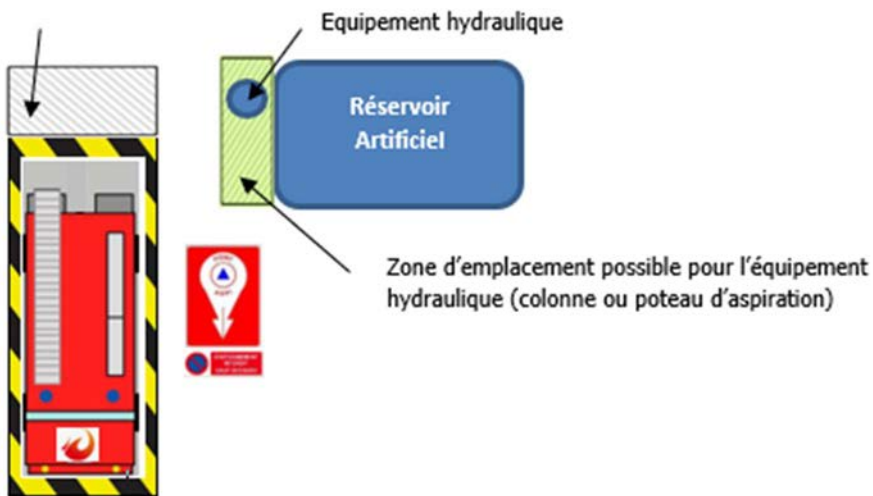 Equipement hydraulique
Réservoir
Artificiel
Zone d'emplacement possible pour l'équipement
hydraulique (colonne ou poteau d'aspiration)